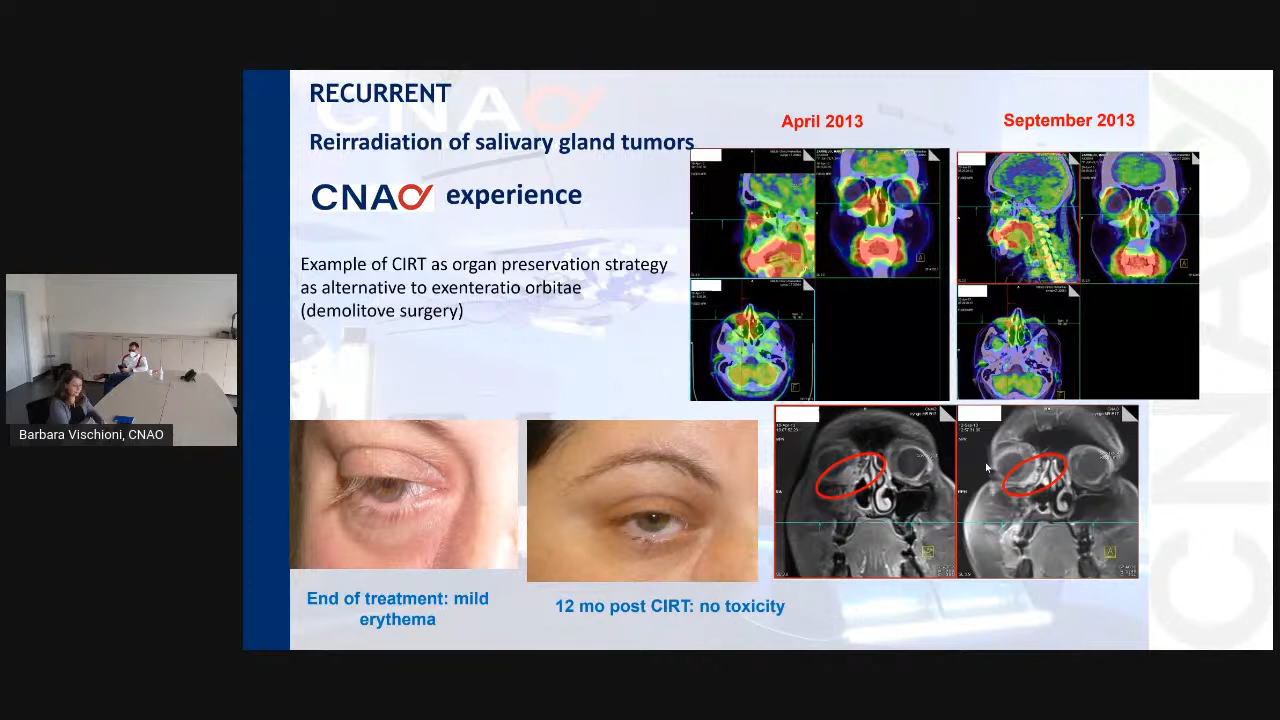 RECURRENT
Reirradiation of salivary gland tumors
CNAO experience
Example of CIRT as organ preservation strategy
as alternative to exenteratio orbitae
(demolitove surgery)
April 2013
September 2013
End of treatment: mild
erythema
12 mo post CIRT: no toxicity
Barbara Vischioni, CNAO
CNAO
CNAO